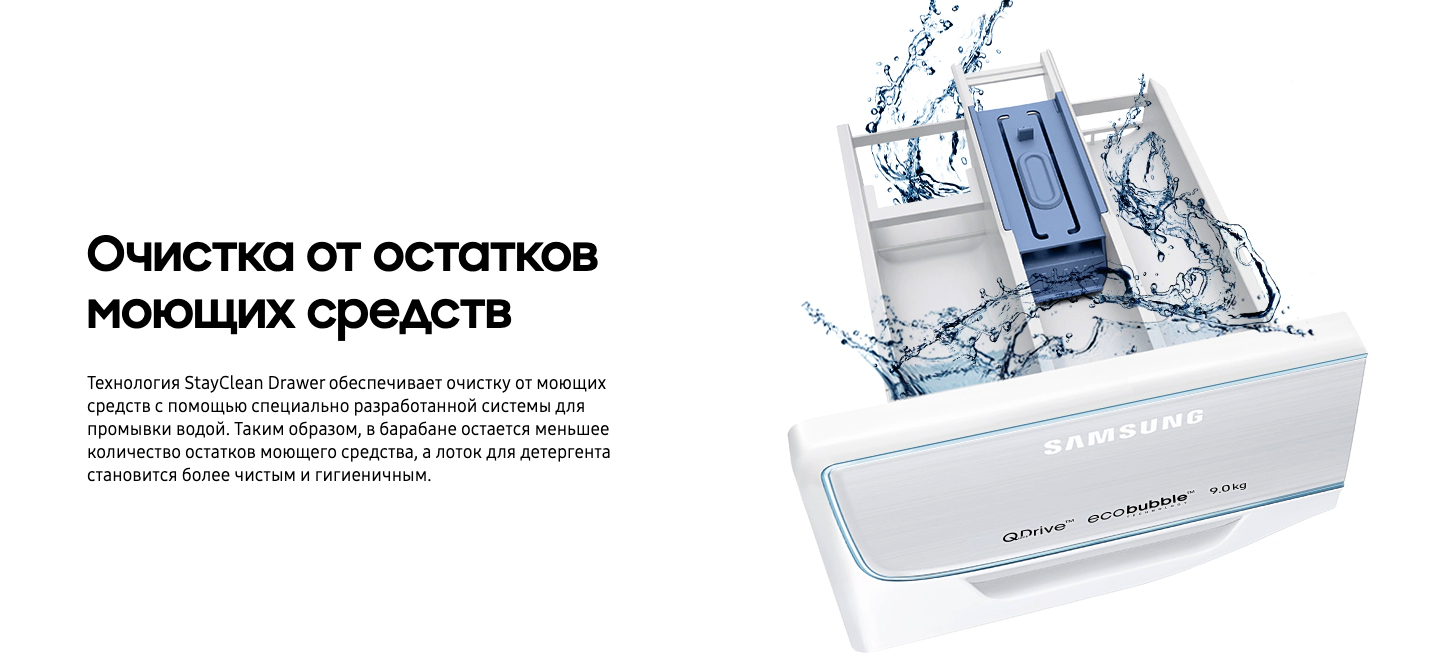 Очистка от остатков
моющих средств
Технология StayClean Drawer обеспечивает очистку от моющих
средств с помощью специально разработанной системы для
промывки водой. Таким образом, в барабане остается меньшее
количество остатков моющего средства, а лоток для детергента
становится более чистым и гигиеничным.
SAMSUNG
QDrive™ ecobubble™ 9.0kg
TECHNOLOGY